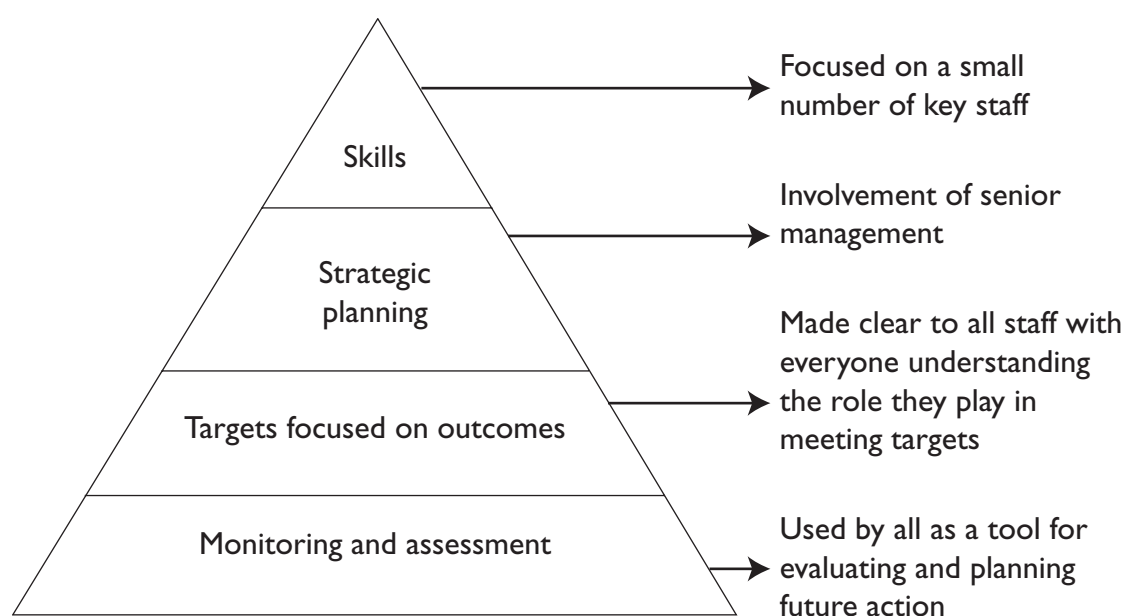 Skills
Focused on a small
number of key staff
Strategic
planning
Involvement of senior
management
Targets focused on outcomes
Made clear to all staff with
everyone understanding
the role they play in
meeting targets
Monitoring and assessment
Used by all as a tool for
evaluating and planning
future action